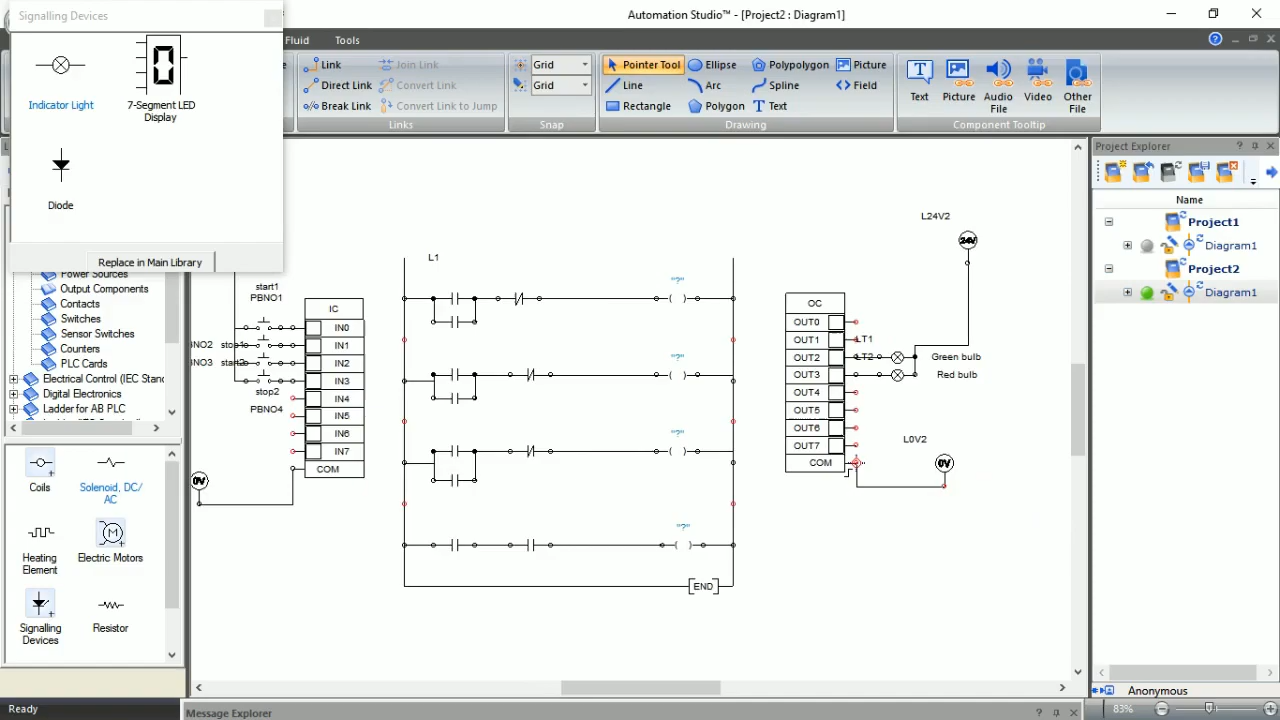 Signalling Devices
Automation Studio™ - [Project2 : Diagram1]
Fluid Tools
Link Join Link
Direct Link Convert Link
Break Link Convert Link to Jump
Links
Grid
Grid
Snap
Pointer Tool Ellipse Polypolygon Picture
Line Arc Spline Field
Rectangle Polygon Text
Drawing
Text Picture Audio File Video Other File
Component Tooltip
Indicator Light
7-Segment LED
Display
Diode
Replace in Main Library
Power Sources
Output Components
Contacts
Switches
Sensor Switches
Counters
PLC Cards
Electrical Control (IEC Stan
Digital Electronics
Ladder for AB PLC
Coils
Solenoid, DC/
AC
Heating
Element
Electric Motors
Signalling
Devices
Resistor
start1
PBNO1
BNO2 stop1
BNO3 start2
stop2
PBNO4
0V
IC
IN0
IN1
IN2
IN3
IN4
IN5
IN6
IN7
COM
L1
"?"
"?"
"?"
"?"
END
OC
OUT0
OUT1
OUT2
OUT3
OUT4
OUT5
OUT6
OUT7
COM
LT1
LT2
L24V2
24V
Green bulb
Red bulb
L0V2
0V
Project Explorer
Name
Project1
Diagram1
Project2
Diagram1
Anonymous
Ready
Message Explorer
83%